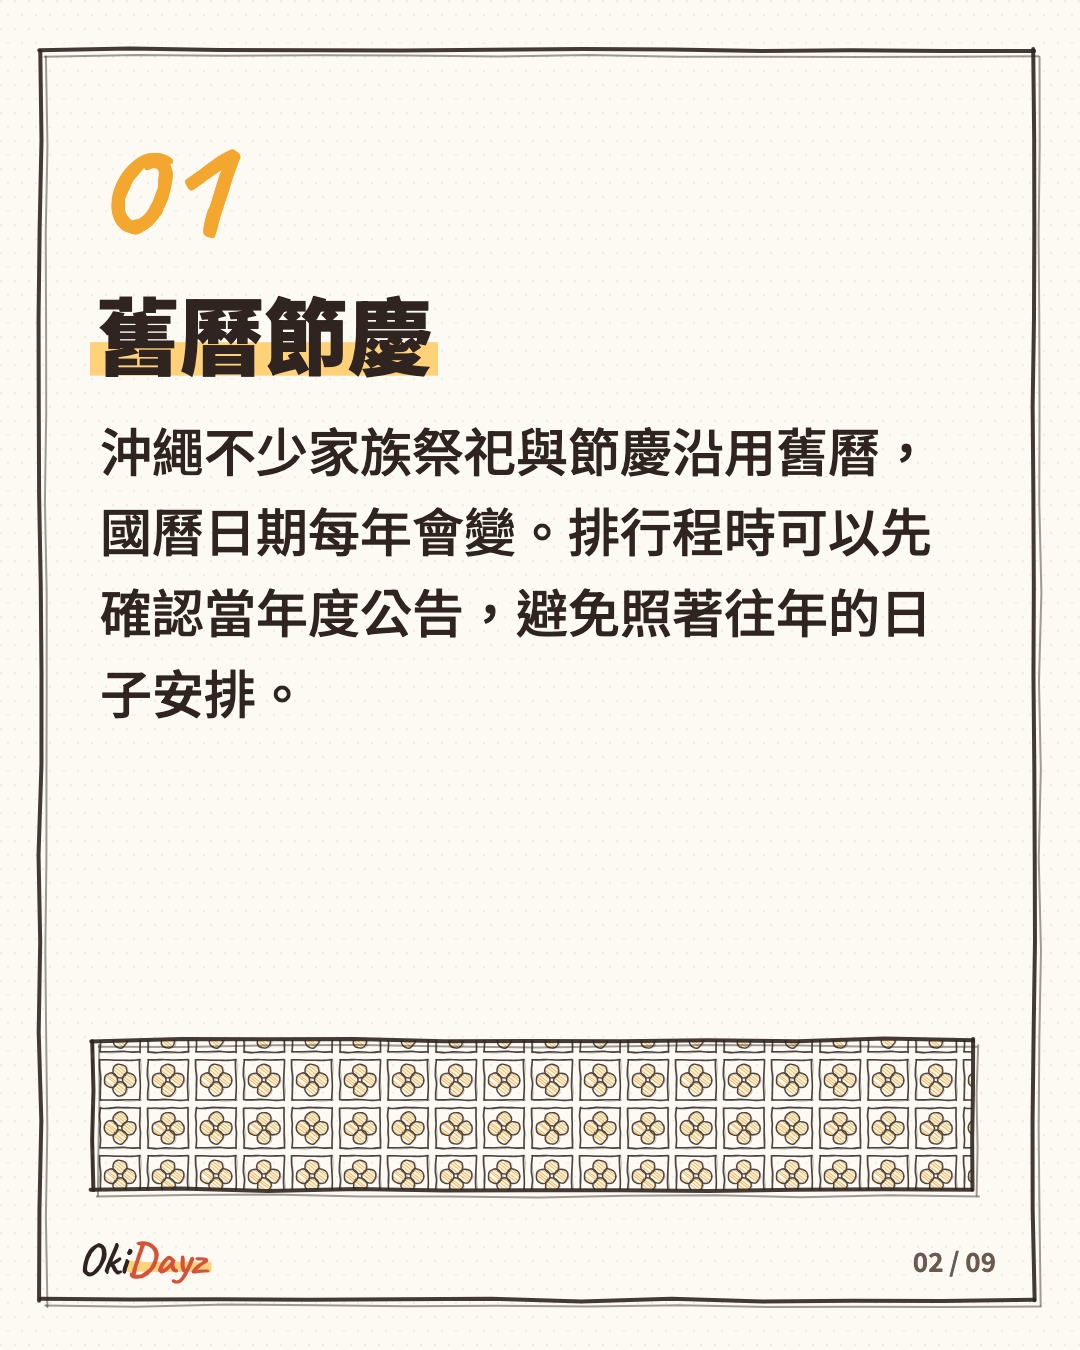 01
舊曆節慶
沖繩不少家族祭祀與節慶沿用舊曆，
國曆日期每年會變。排行程時可以先
確認當年度公告，避免照著往年的日
子安排。
OkiDayz
02 / 09